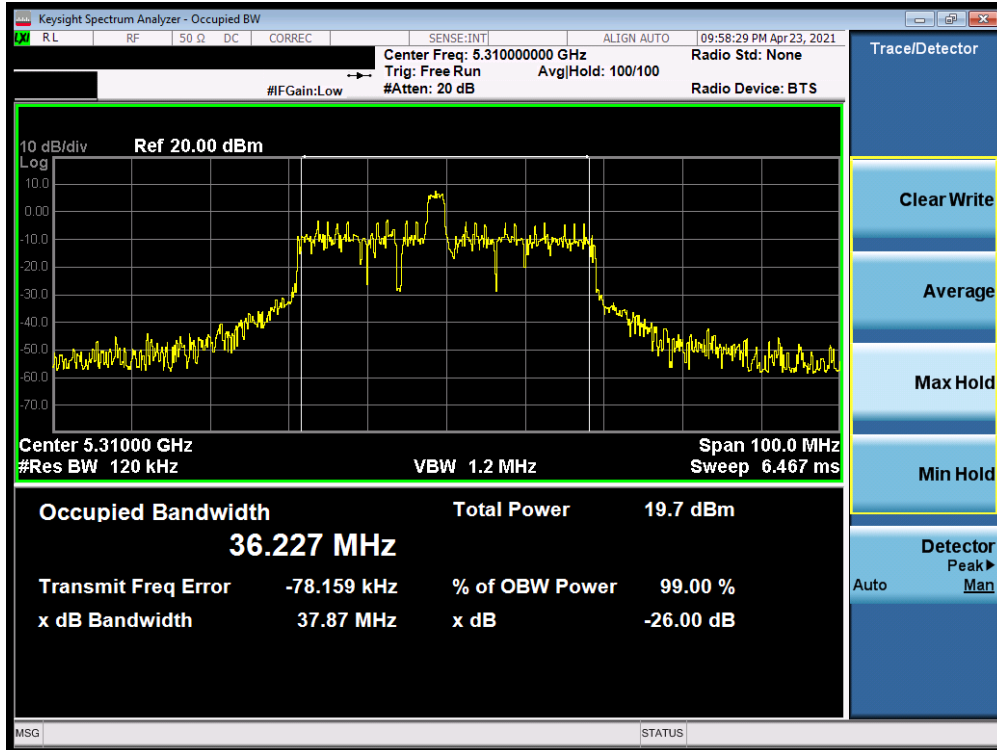 Keysight Spectrum Analyzer - Occupied BW
LXI RL RF 50 Ω DC CORREC SENSE:INT ALIGN AUTO 09:58:29 PM Apr 23, 2021
Center Freq: 5.310000000 GHz Radio Std: None
Trig: Free Run Avg|Hold: 100/100
#IFGain:Low #Atten: 20 dB Radio Device: BTS
10 dB/div Ref 20.00 dBm
Log
10.0
0.00
-10.0
-20.0
-30.0
-40.0
-50.0
-60.0
-70.0
Center 5.31000 GHz Span 100.0 MHz
#Res BW 120 kHz VBW 1.2 MHz Sweep 6.467 ms
Occupied Bandwidth Total Power 19.7 dBm
36.227 MHz
Transmit Freq Error -78.159 kHz % of OBW Power 99.00 %
x dB Bandwidth 37.87 MHz x dB -26.00 dB
MSG STATUS
Trace/Detector
Clear Write
Average
Max Hold
Min Hold
Detector
Peak▶
Auto Man